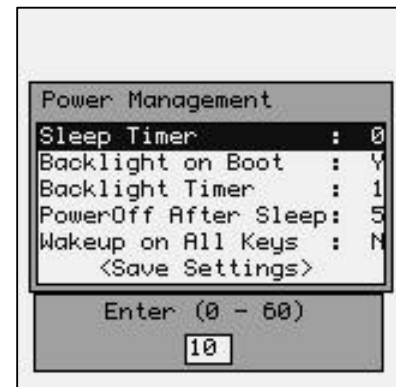 Power Management
Sleep Timer : 0
Backlight on Boot : Y
Backlight Timer : 1
PowerOff After Sleep: 5
Wakeup on All Keys : N
<Save Settings>
Enter (0 - 60)
10